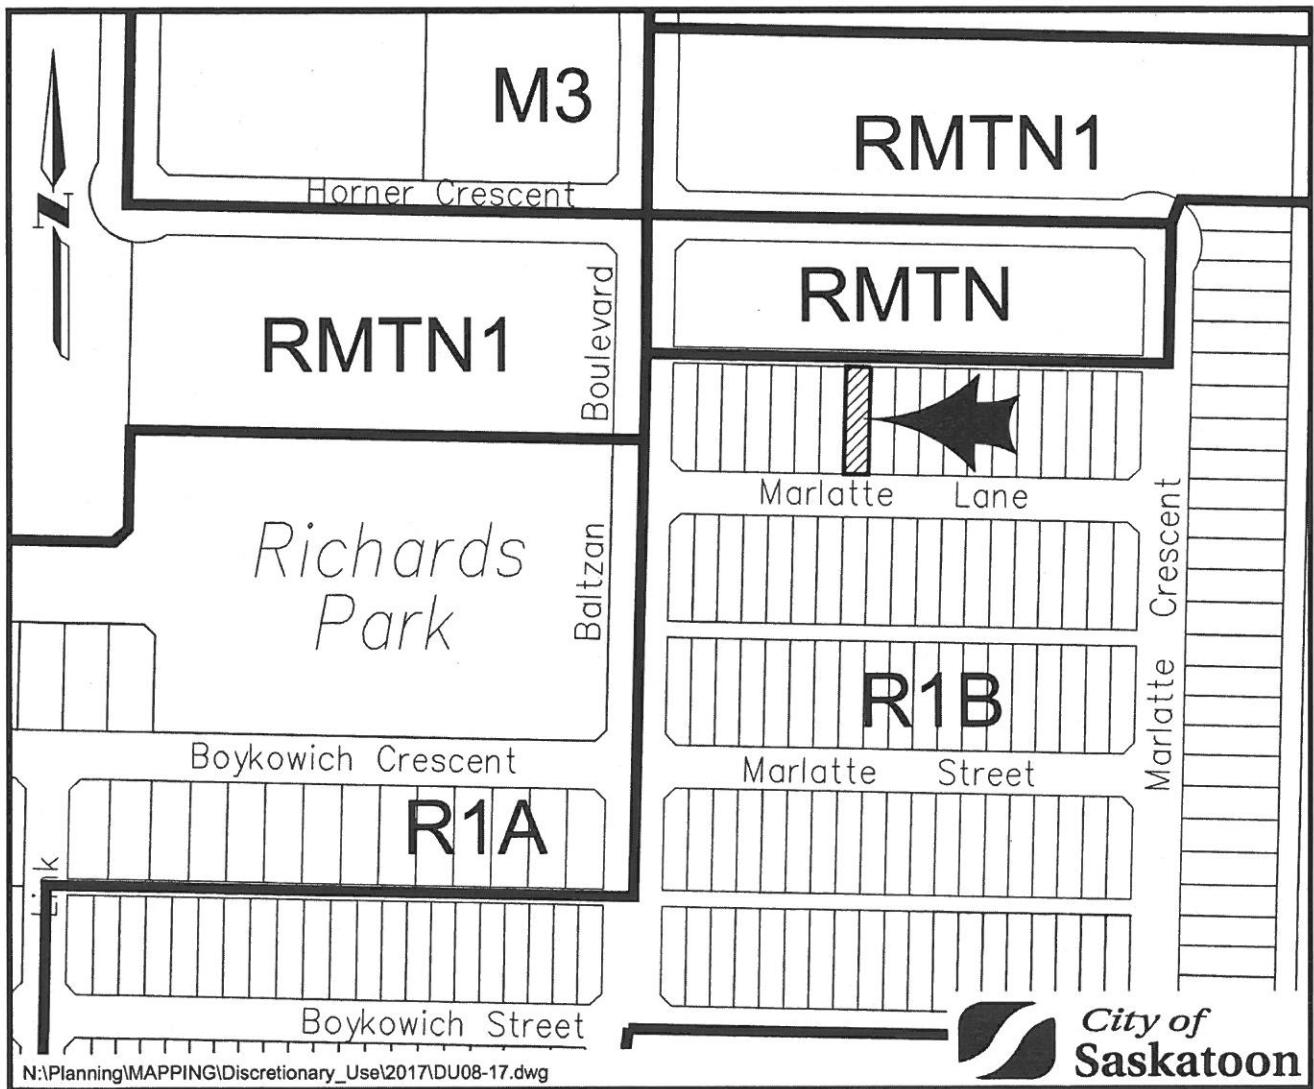 M3
RMTN1
Horner Crescent
N
RMTN
RMTN1
Boulevard
Marlatte Lane
Richards
Park
Baltzan
Crescent
R1B
Boykowich Crescent
Marlatte Street
Marlatte
R1A
Link
Boykowich Street
City of
Saskatoon
N:\Planning\MAPPING\Discretionary_Use\2017\DU08-17.dwg